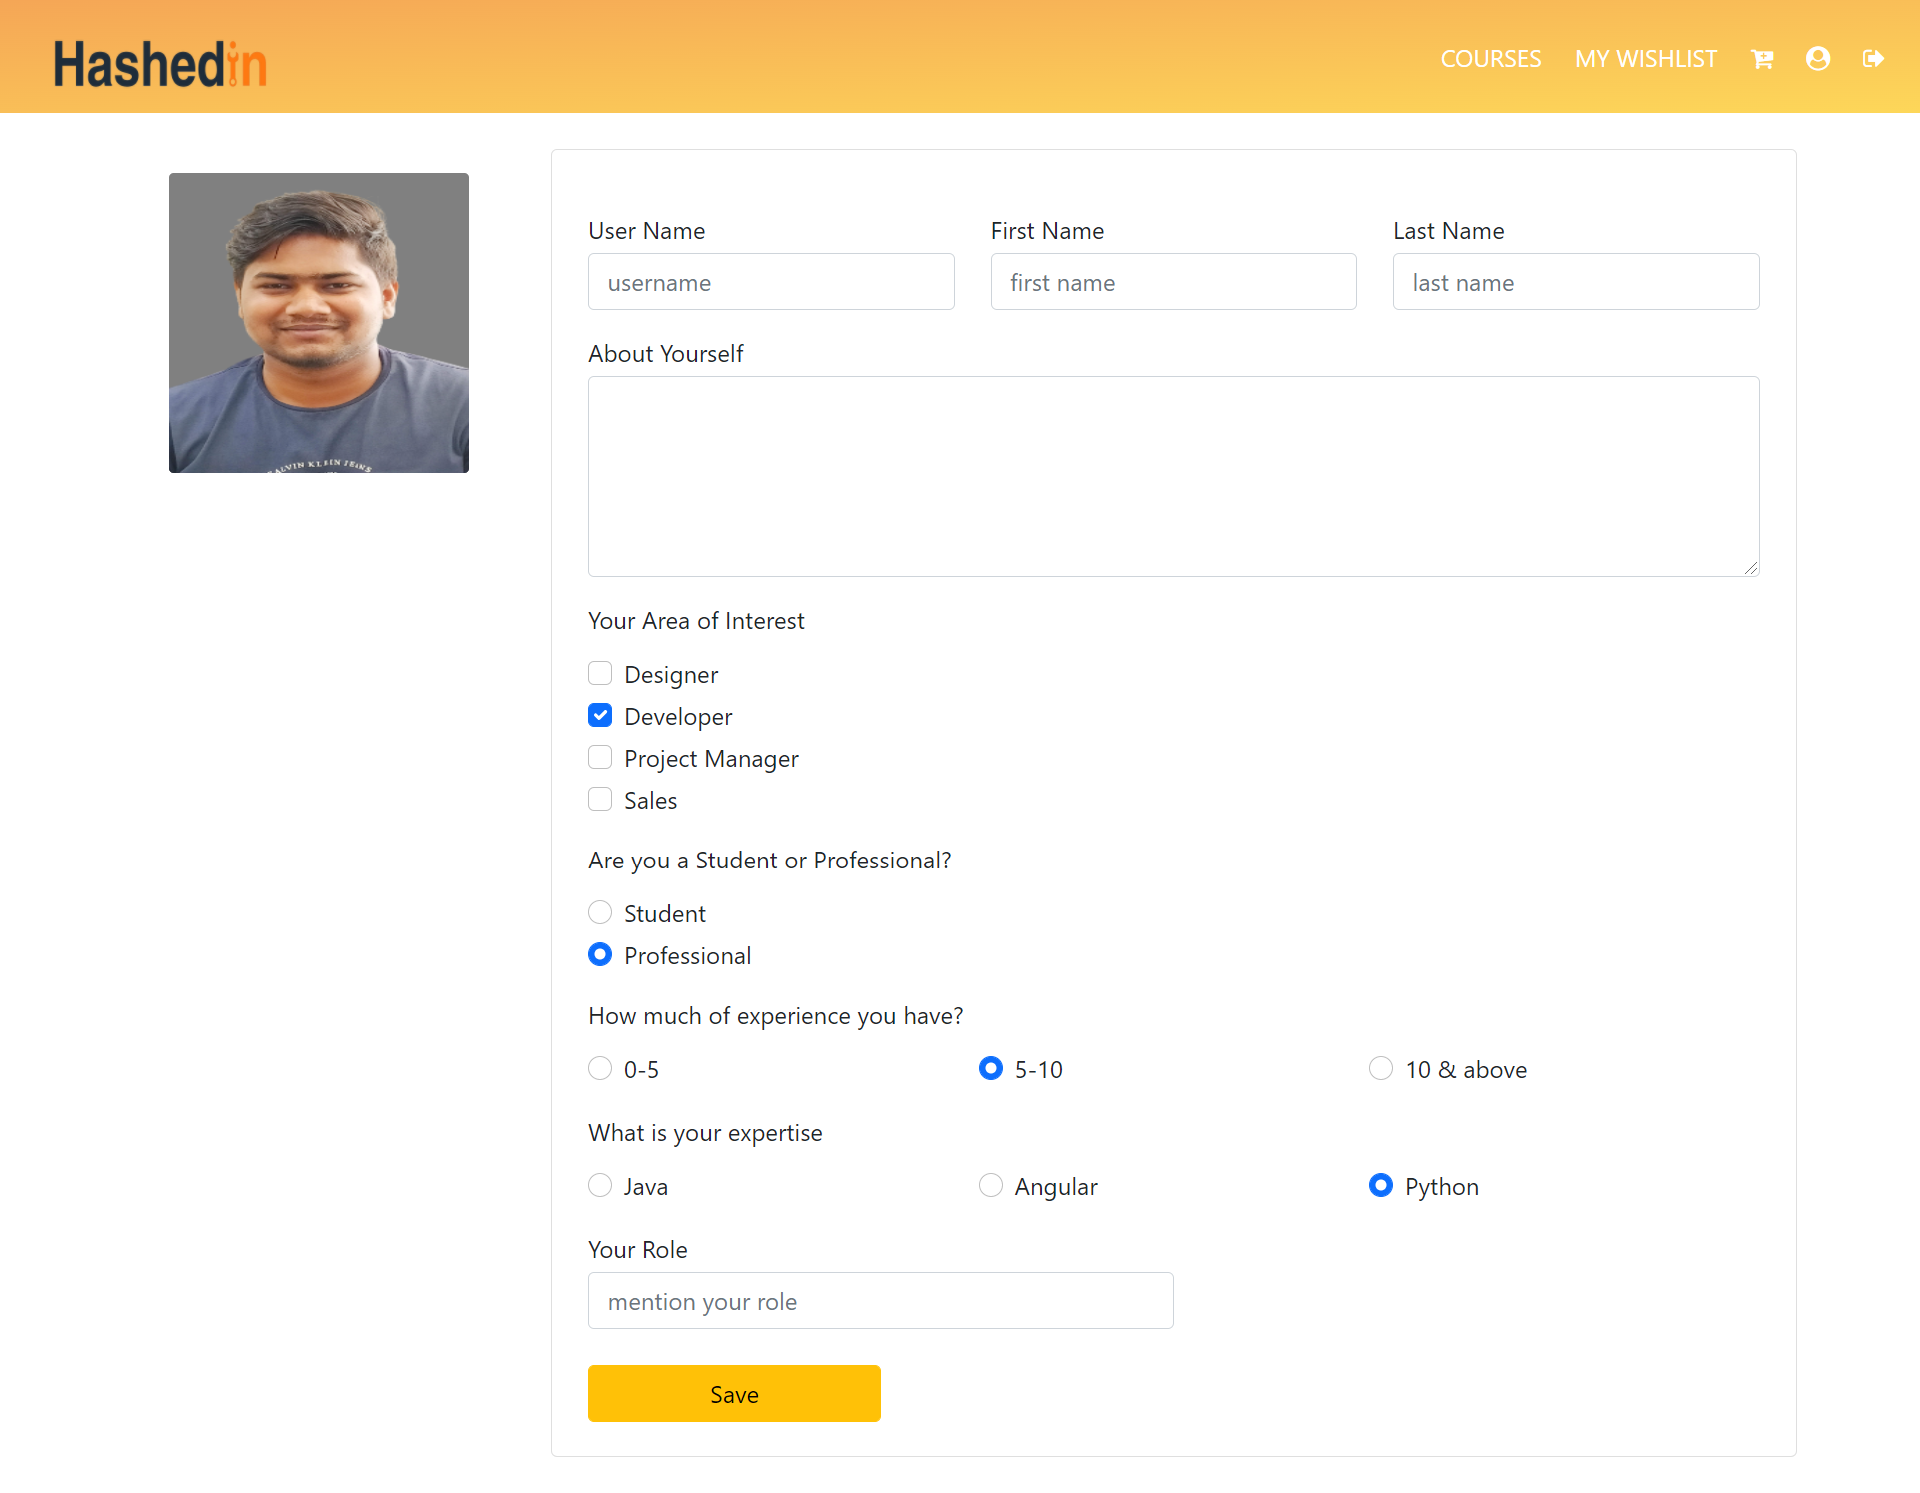 Hashedin
COURSES MY WISHLIST
ALVIN KLEIN JEANS
User Name First Name Last Name
username first name last name
About Yourself
Your Area of Interest
Designer
Developer
Project Manager
Sales
Are you a Student or Professional?
Student
Professional
How much of experience you have?
0-5 5-10 10 & above
What is your expertise
Java Angular Python
Your Role
mention your role
Save